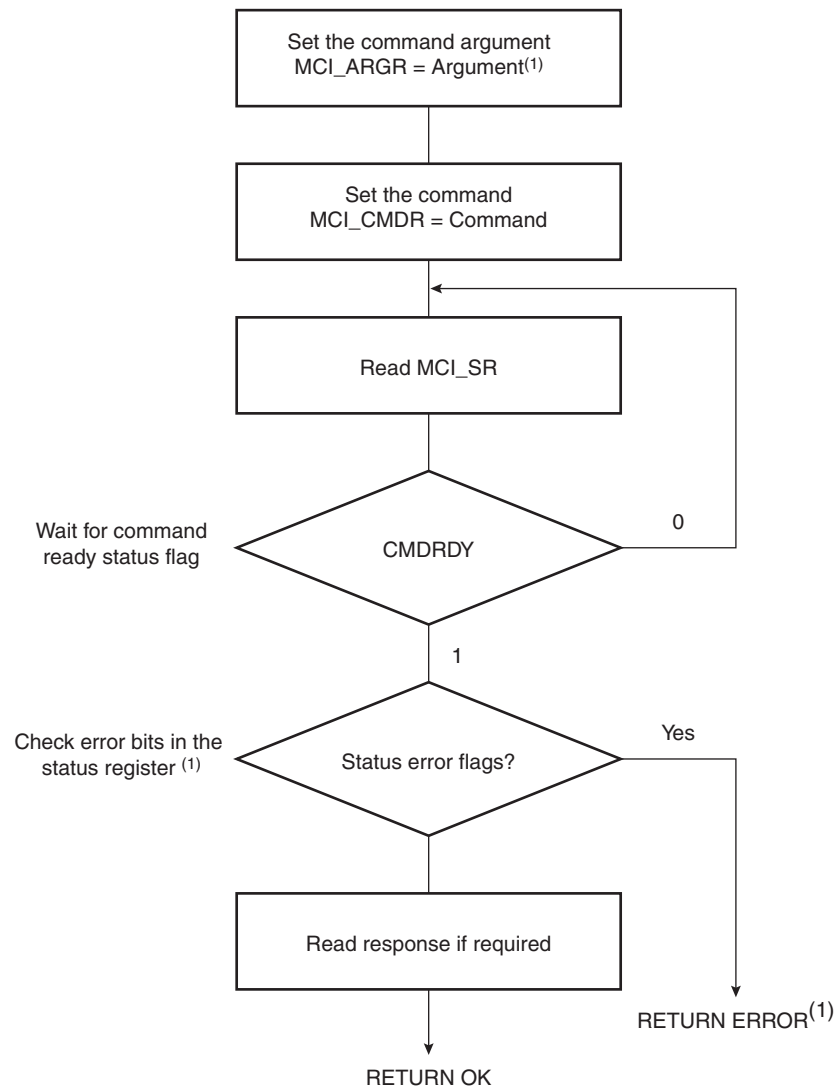 Set the command argument
MCI_ARGR = Argument(1)
Set the command
MCI_CMDR = Command
Read MCI_SR
Wait for command
ready status flag
CMDRDY
0
1
Check error bits in the
status register (1)
Status error flags?
Yes
Read response if required
RETURN ERROR(1)
RETURN OK